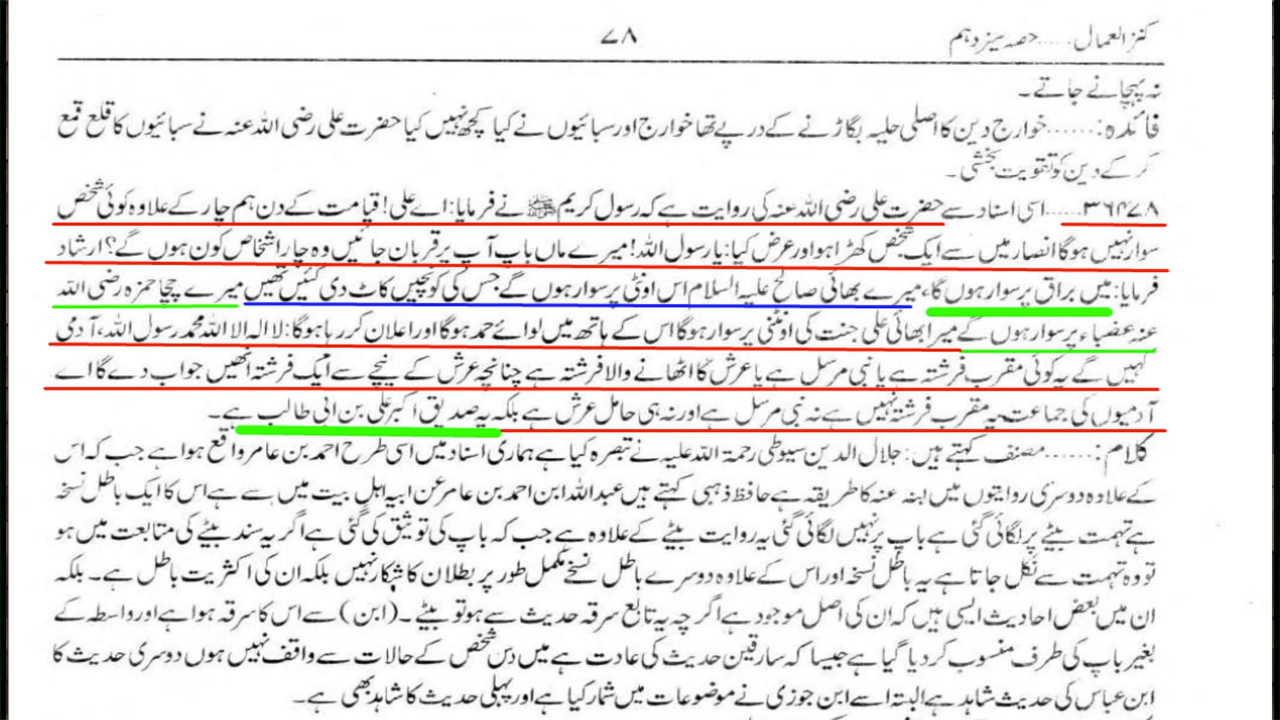 کنز العمال ..... حصہ سیزدہم
۷۸
نہ پہچانے جاتے۔
فائدہ:...... خوارج دین کا اصلی حلیہ بگاڑنے کے درپے تھا خوارج اور سبائیوں نے کیا کچھ نہیں کیا حضرت علی رضی اللہ عنہ نے سبائیوں کا قلع قمع
کر کے دین کو تقویت بخشی۔
۳۶۴۷۸..... اسی اسناد سے حضرت علی رضی اللہ عنہ کی روایت ہے کہ رسول کریم ﷺ نے فرمایا: اے علی! قیامت کے دن ہم چار کے علاوہ کوئی شخص
سوار نہیں ہوگا انصار میں سے ایک شخص کھڑا ہوا اور عرض کیا: یا رسول اللہ! میرے ماں باپ آپ پر قربان جائیں وہ چار اشخاص کون ہوں گے؟ ارشاد
فرمایا: میں براق پر سوار ہوں گا، میرے بھائی صالح علیہ السلام اس اونٹی پر سوار ہوں گے جس کی کونچیں کاٹ دی گئیں تھیں میرے چچا حمزہ رضی اللہ
عنہ عضباء پر سوار ہوں گے میرا بھائی علی جنت کی اونٹنی پر سوار ہوگا اس کے ہاتھ میں لوائے حمد ہوگا اور اعلان کر رہا ہوگا: لا الہ الا اللہ محمد رسول اللہ، آدمی
کہیں گے یہ کوئی مقرب فرشتہ ہے یا نبی مرسل ہے یا عرش کا اٹھانے والا فرشتہ ہے چنانچہ عرش کے نیچے سے ایک فرشتہ انھیں جواب دے گا اے
آدمیوں کی جماعت یہ مقرب فرشتہ نہیں ہے نہ نبی مرسل ہے اور نہ ہی حامل عرش ہے بلکہ یہ صدیق اکبر علی بن ابی طالب ہے۔
کلام:...... مصنف کہتے ہیں: جلال الدین سیوطی رحمۃ اللہ علیہ نے تبصرہ کیا ہے ہماری اسناد میں اسی طرح احمد بن عامر واقع ہوا ہے جب کہ اس
کے علاوہ دوسری روایتوں میں ابنہ عنہ کا طریقہ ہے حافظ ذہبی کہتے ہیں عبداللہ ابن احمد بن عامر عن ابیہ اہل بیت میں سے ہے اس کا ایک باطل نسخہ
ہے تہمت بیٹے پر لگائی گئی ہے باپ پر نہیں لگائی گئی یہ روایت بیٹے کے علاوہ ہے جب کہ باپ کی توثیق کی گئی ہے اگر یہ سند بیٹے کی متابعت میں ہو
تو وہ تہمت سے نکل جاتا ہے یہ باطل نسخہ اور اس کے علاوہ دوسرے باطل نسخے مکمل طور پر بطلان کا شکار نہیں بلکہ ان کی اکثریت باطل ہے۔ بلکہ
ان میں بعض احادیث ایسی ہیں کہ ان کی اصل موجود ہے اگرچہ یہ تابع سرقہ حدیث سے ہو تو بیٹے۔ (ابن) سے اس کا سرقہ ہوا ہے اور واسطہ کے
بغیر باپ کی طرف منسوب کر دیا گیا ہے جیسا کہ سارقین حدیث کی عادت ہے میں دس شخص کے حالات سے واقف نہیں ہوں دوسری حدیث کا
ابن عباس کی حدیث شاہد ہے البتہ اسے ابن جوزی نے موضوعات میں شمار کیا ہے اور پہلی حدیث کا شاہد بھی ہے۔